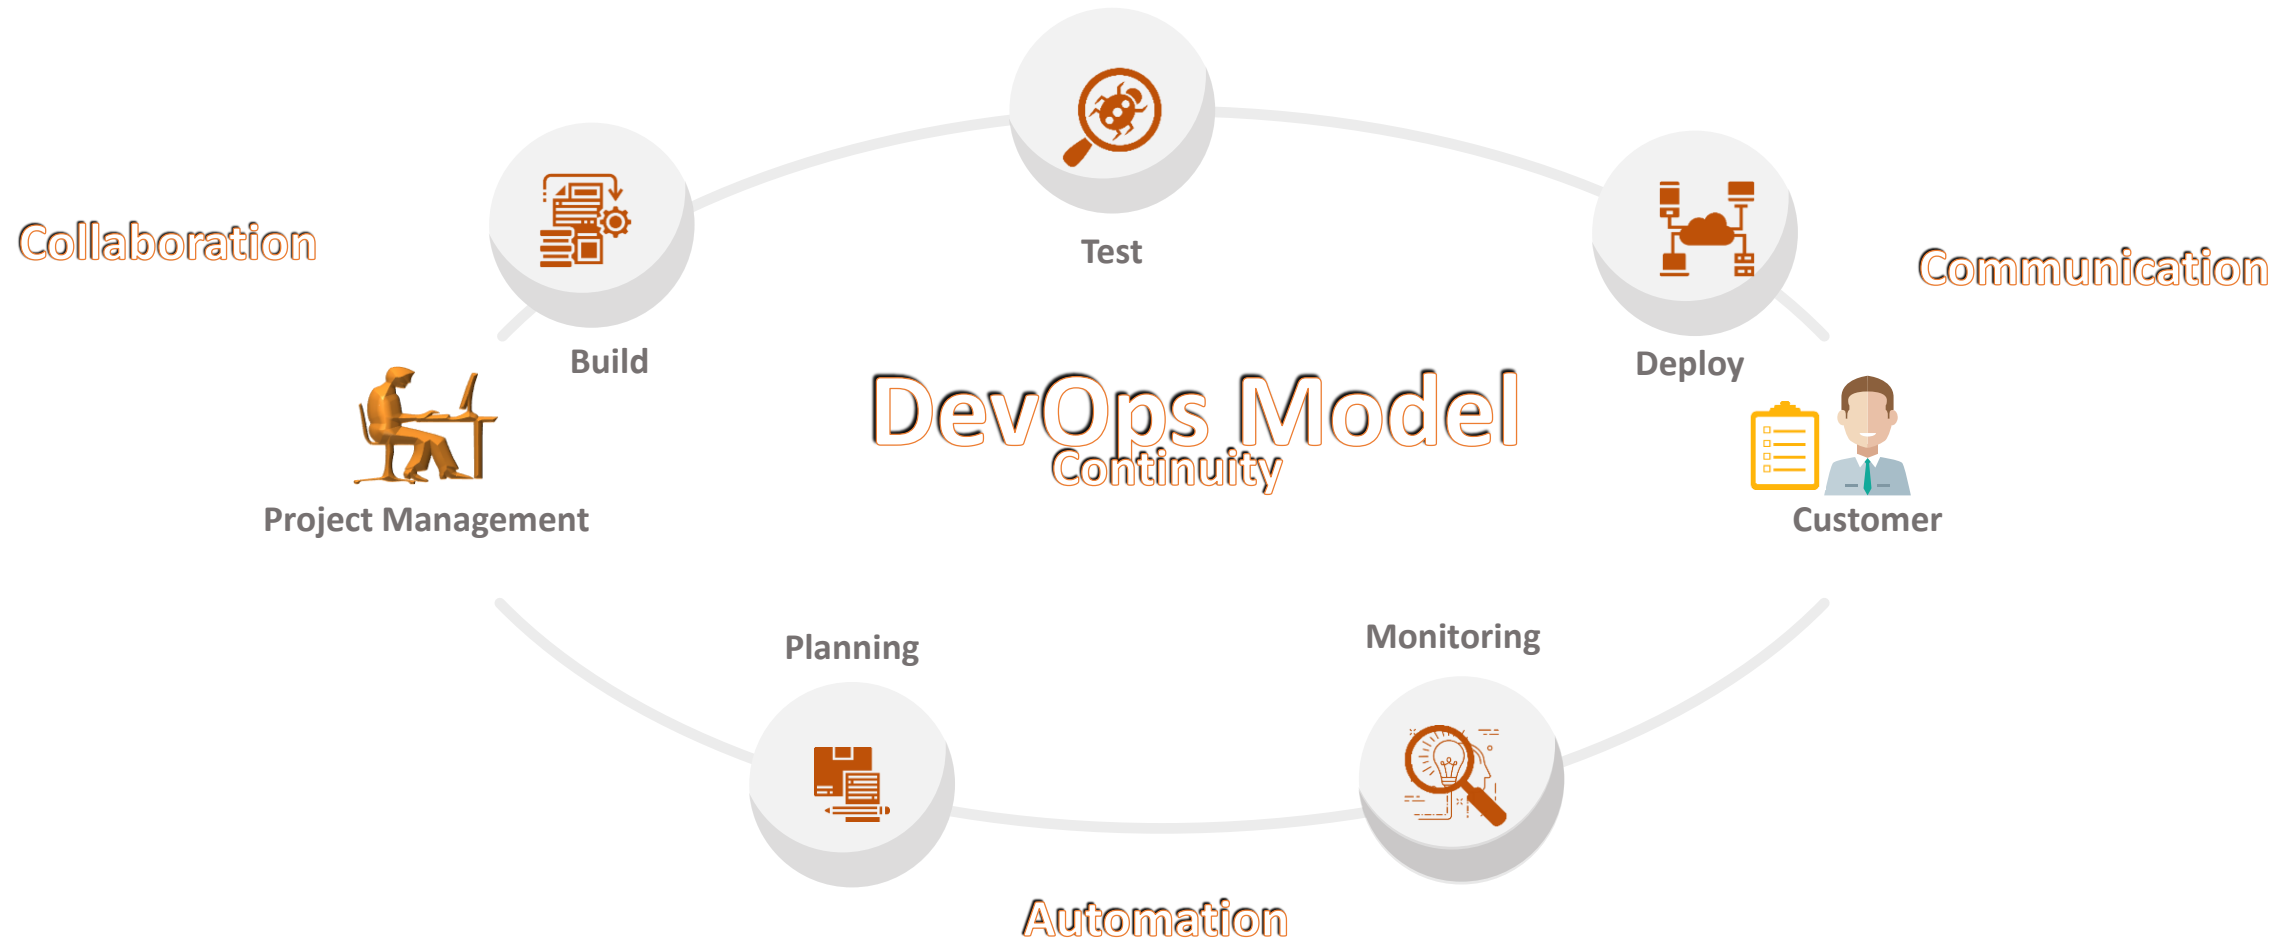 Test
Collaboration
Communication
Build
Deploy
DevOps Model
Continuity
Project Management
Customer
Planning
Monitoring
Automation